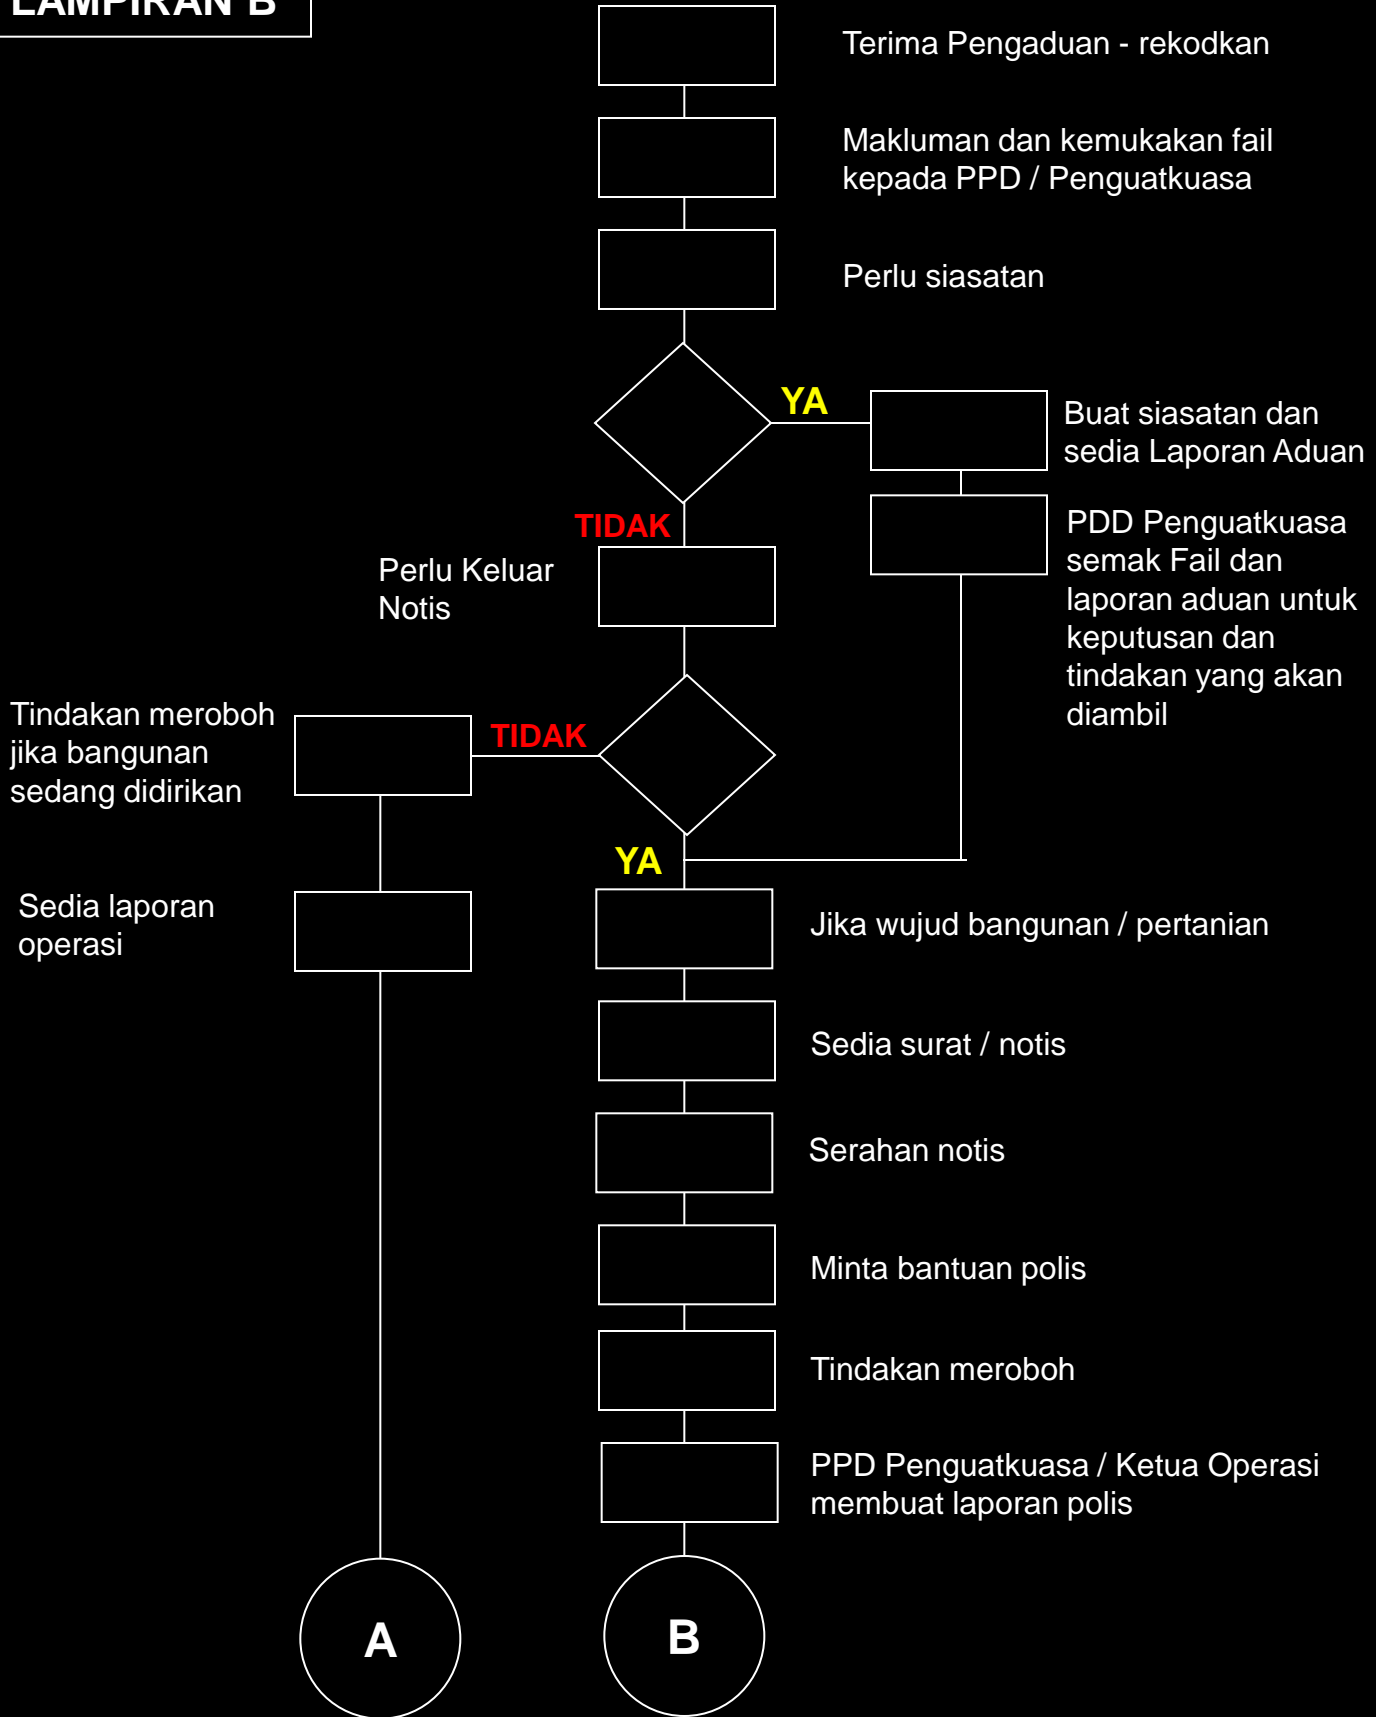 LAMPIRAN B
Terima Pengaduan - rekodkan
Makluman dan kemukakan fail
kepada PPD / Penguatkuasa
Perlu siasatan
YA
Buat siasatan dan
sedia Laporan Aduan
TIDAK
PDD Penguatkuasa
semak Fail dan
laporan aduan untuk
keputusan dan
tindakan yang akan
diambil
Perlu Keluar
Notis
Tindakan meroboh
jika bangunan
sedang didirikan
TIDAK
YA
Sedia laporan
operasi
Jika wujud bangunan / pertanian
Sedia surat / notis
Serahan notis
Minta bantuan polis
Tindakan meroboh
PPD Penguatkuasa / Ketua Operasi
membuat laporan polis
A
B